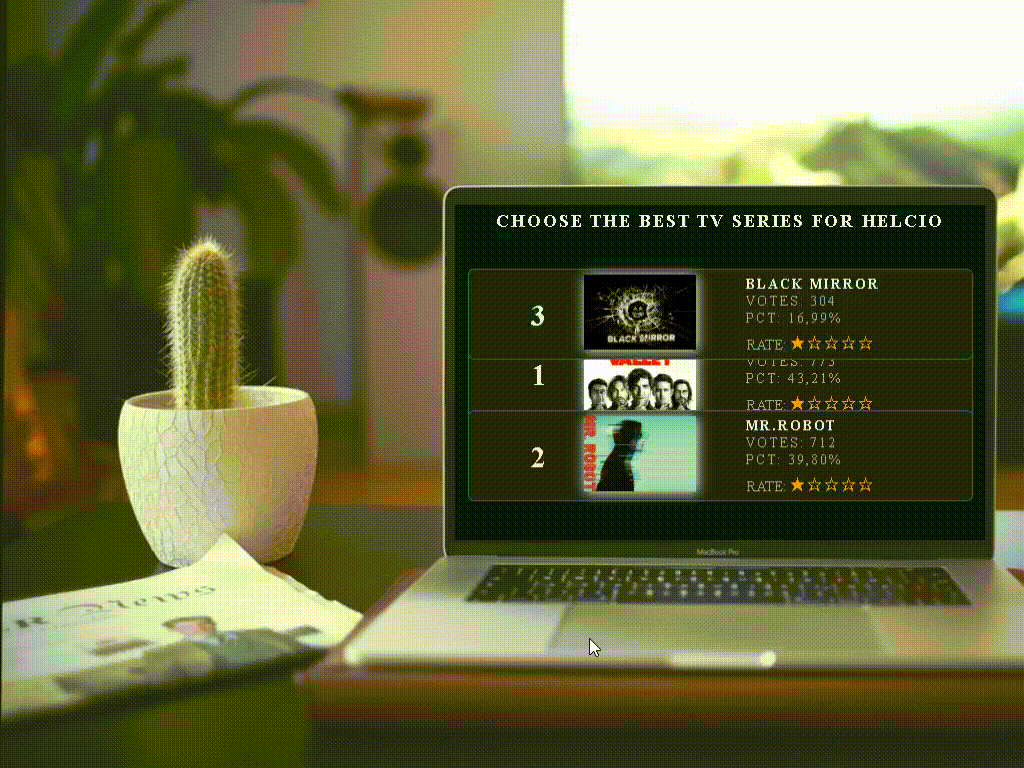 CHOOSE THE BEST TV SERIES FOR HELCIO
3
BLACK MIRROR
BLACK MIRROR
VOTES: 304
PCT: 16,99%
RATE: ★☆☆☆☆
1
VALLEY
VOTES: 773
PCT: 43,21%
RATE: ★☆☆☆☆
2
MR. ROBOT
MR.ROBOT
VOTES: 712
PCT: 39,80%
RATE: ★☆☆☆☆
MacBook Pro
News